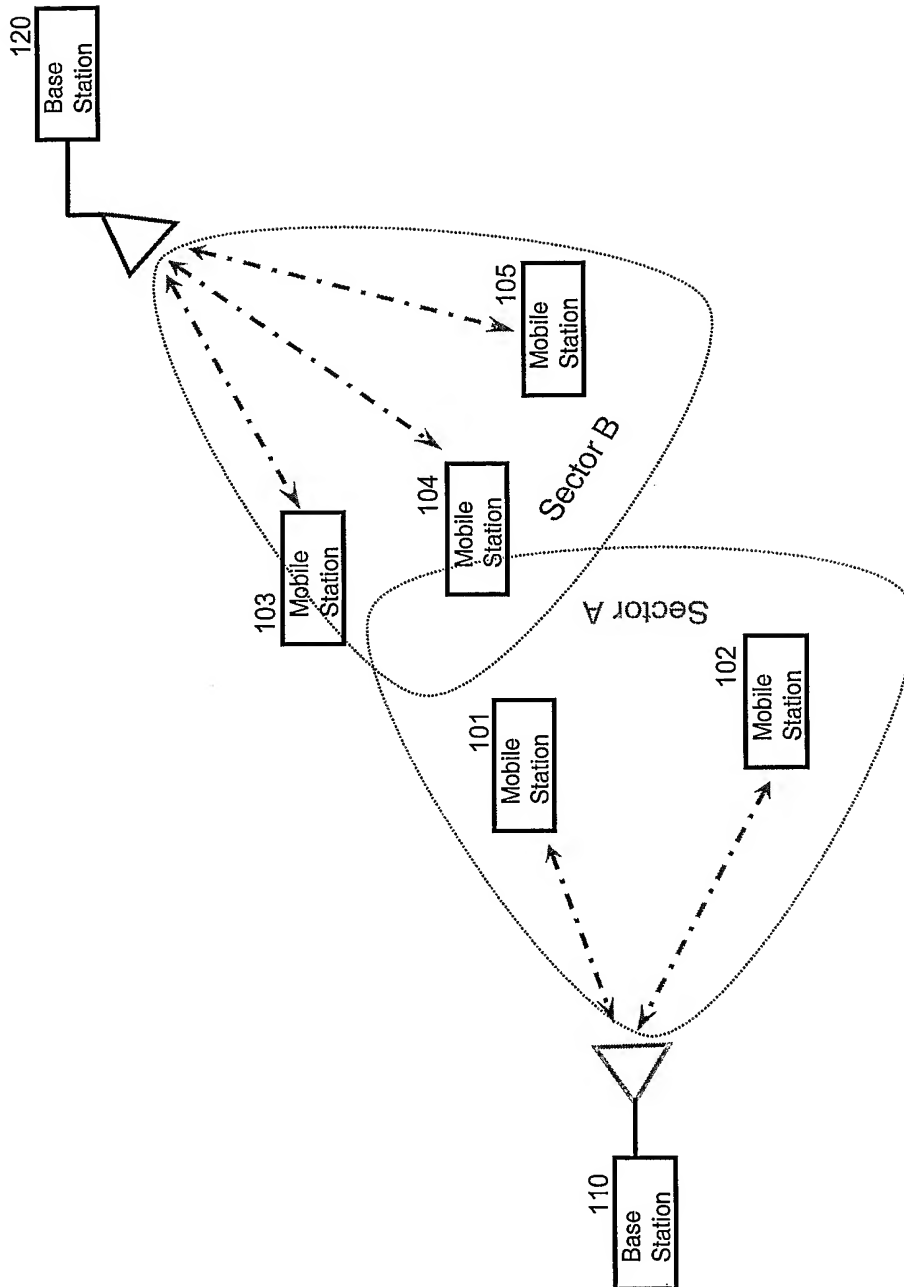 120
Base
Station
105
Mobile
Station
104
Mobile
Station
103
Mobile
Station
Sector B
Sector A
101
Mobile
Station
102
Mobile
Station
110
Base
Station